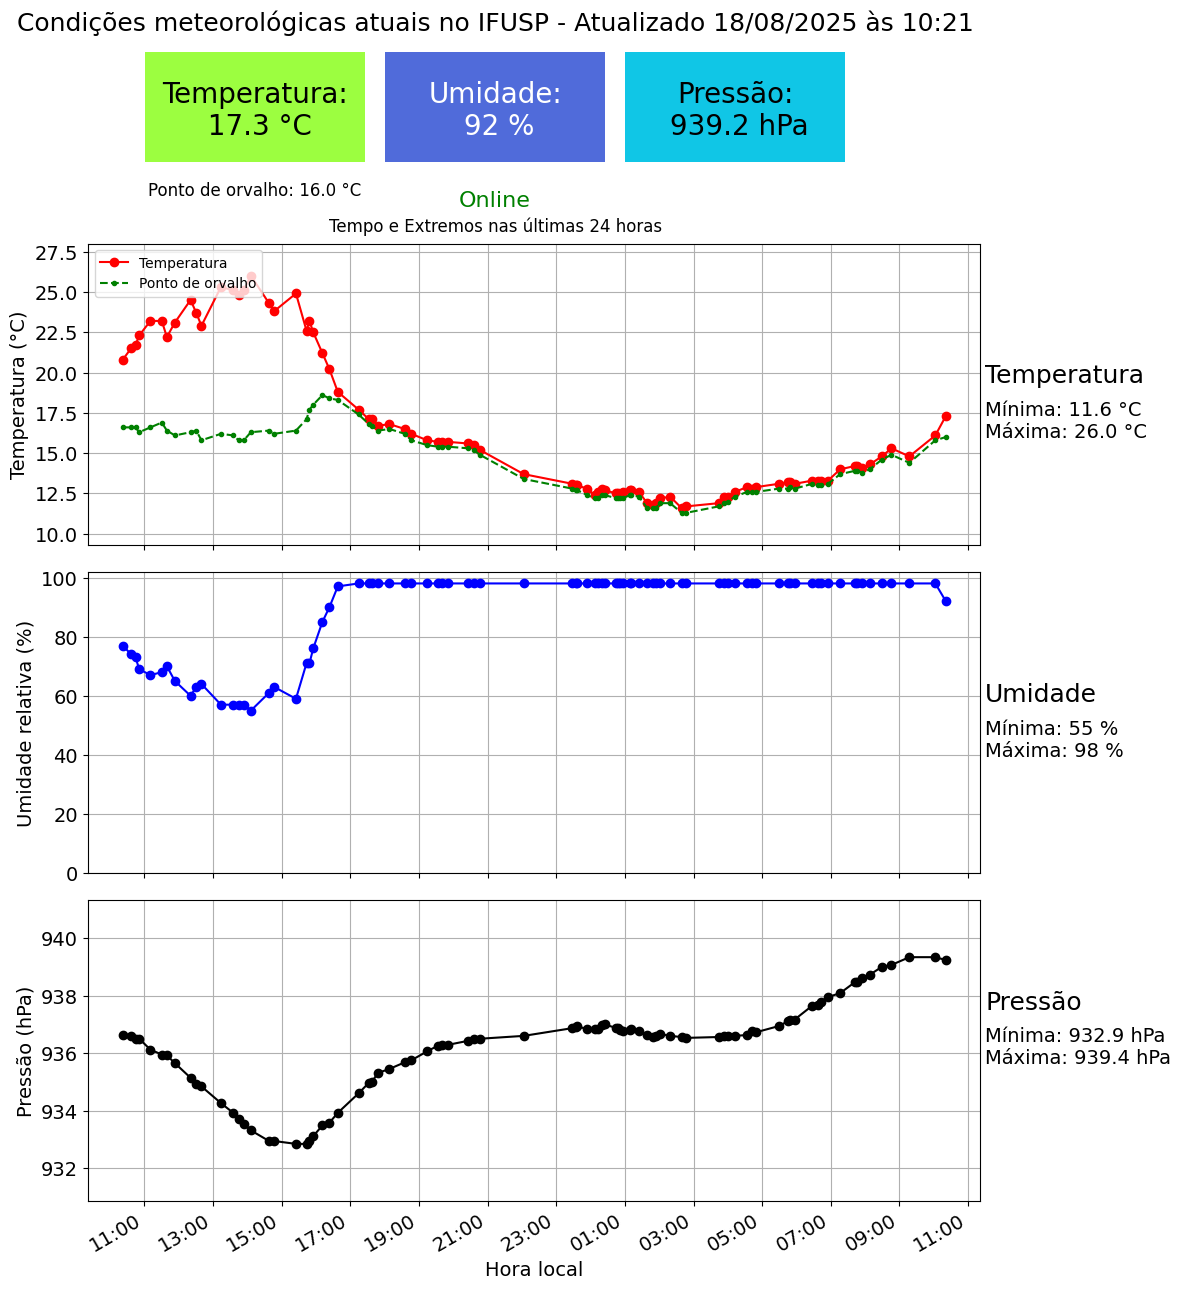 Condições meteorológicas atuais no IFUSP - Atualizado 18/08/2025 às 10:21
Temperatura:
17.3 °C
Umidade:
92 %
Pressão:
939.2 hPa
Ponto de orvalho: 16.0 °C
Online
Tempo e Extremos nas últimas 24 horas
Temperatura (°C)
27.5
25.0
22.5
20.0
17.5
15.0
12.5
10.0
Temperatura
Ponto de orvalho
Temperatura
Mínima: 11.6 °C
Máxima: 26.0 °C
Umidade relativa (%)
100
80
60
40
20
0
Umidade
Mínima: 55 %
Máxima: 98 %
Pressão (hPa)
940
938
936
934
932
Pressão
Mínima: 932.9 hPa
Máxima: 939.4 hPa
11:00
13:00
15:00
17:00
19:00
21:00
23:00
01:00
03:00
05:00
07:00
09:00
11:00
Hora local